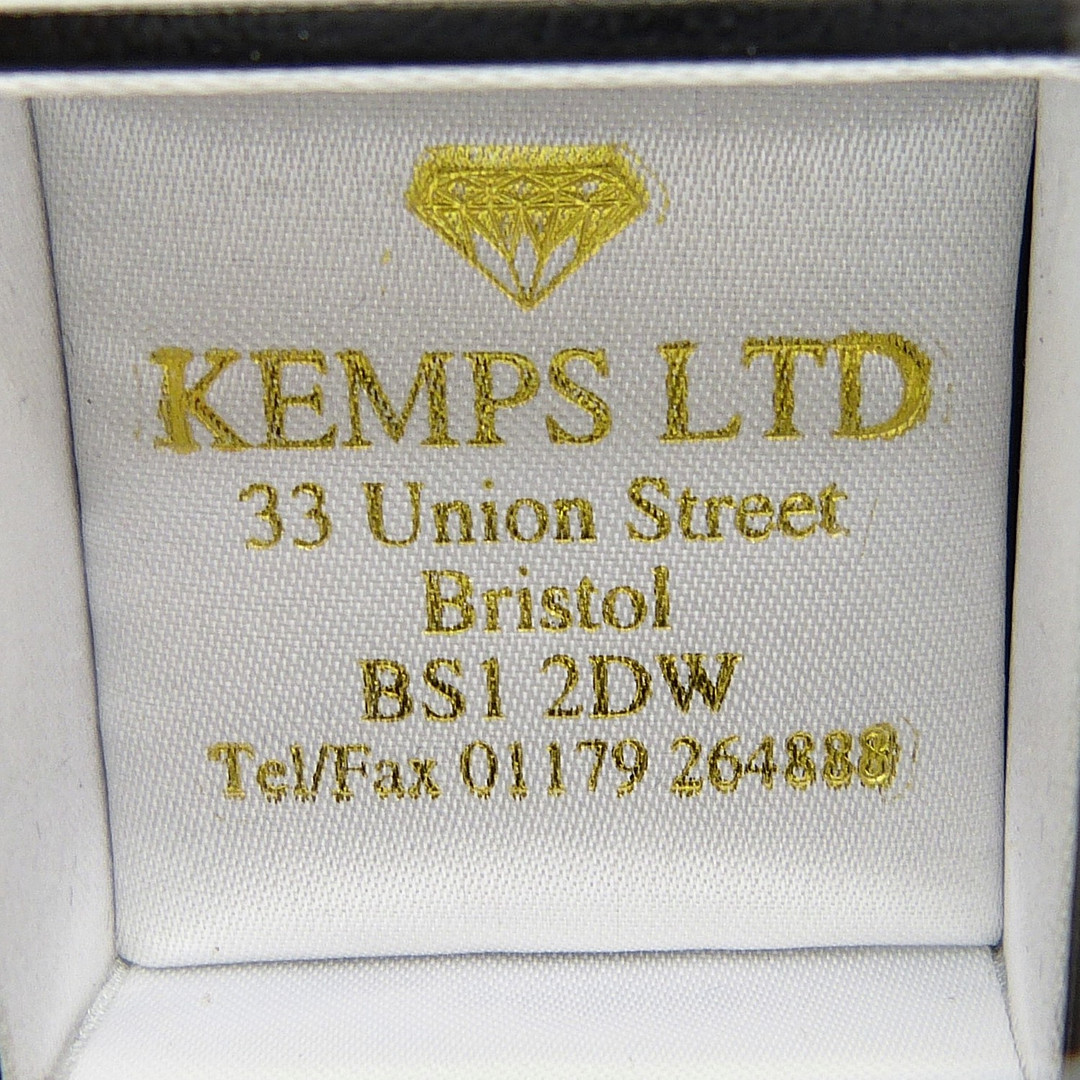 KEMPS LTD
33 Union Street
Bristol
BS1 2DW
Tel/Fax 01179 264888